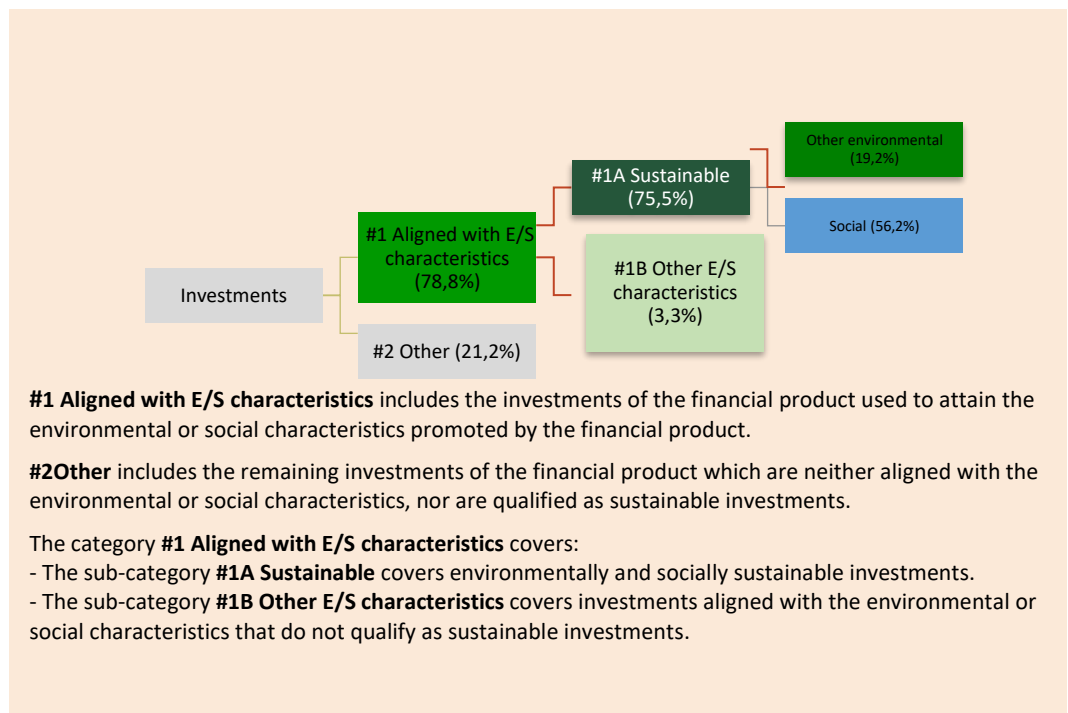 Other environmental
(19,2%)
#1A Sustainable
(75,5%)
Social (56,2%)
#1 Aligned with E/S
characteristics
(78,8%)
#1B Other E/S
characteristics
(3,3%)
Investments
#2 Other (21,2%)
#1 Aligned with E/S characteristics includes the investments of the financial product used to attain the
environmental or social characteristics promoted by the financial product.
#2Other includes the remaining investments of the financial product which are neither aligned with the
environmental or social characteristics, nor are qualified as sustainable investments.
The category #1 Aligned with E/S characteristics covers:
- The sub-category #1A Sustainable covers environmentally and socially sustainable investments.
- The sub-category #1B Other E/S characteristics covers investments aligned with the environmental or
social characteristics that do not qualify as sustainable investments.